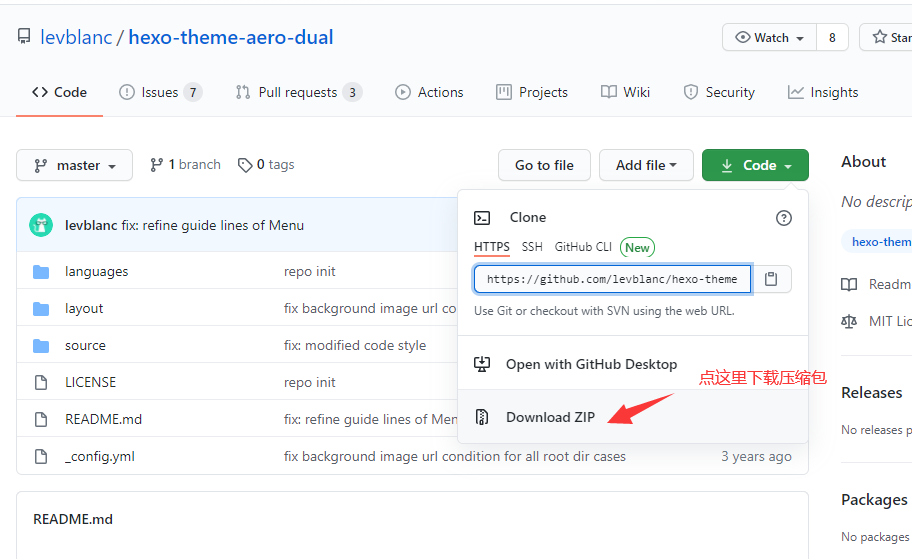 levblanc / hexo-theme-aero-dual
Watch 8 Star
Code Issues 7 Pull requests 3 Actions Projects Wiki Security Insights
master 1 branch 0 tags Go to file Add file Code
About
No descrip
levblanc fix: refine guide lines of Menu
hexo-them
languages repo init
layout fix background image url co
source fix: modified code style
LICENSE repo init
README.md fix: refine guide lines of Men
_config.yml fix background image url condition for all root dir cases 3 years ago
Clone
HTTPS SSH GitHub CLI New
https://github.com/levblanc/hexo-theme
Use Git or checkout with SVN using the web URL.
Open with GitHub Desktop
点这里下载压缩包
Download ZIP
Readm
MIT Lic
Releases
No releases p
Packages
No packages
README.md